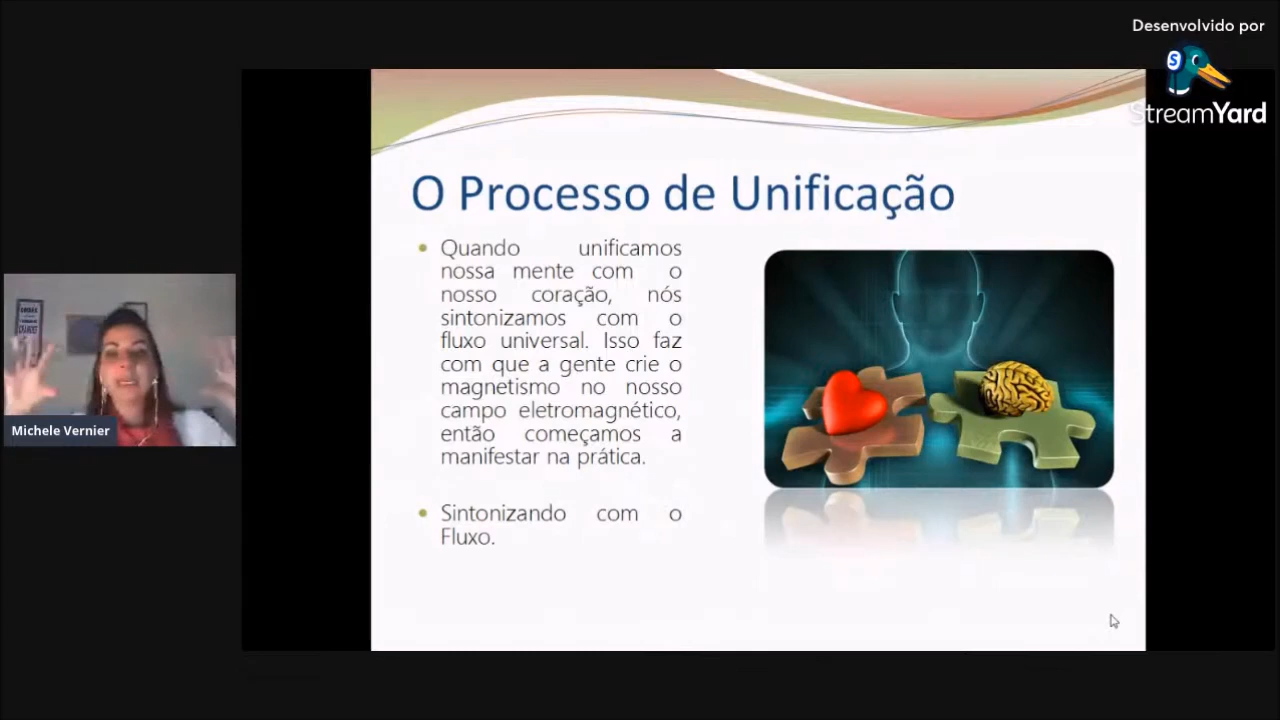 Desenvolvido por
StreamYard
O Processo de Unificação
Quando unificamos
nossa mente com o
nosso coração, nós
sintonizamos com o
fluxo universal. Isso faz
com que a gente crie o
magnetismo no nosso
campo eletromagnético,
então começamos a
manifestar na prática.
Sintonizando com o
Fluxo.
Michele Vernier